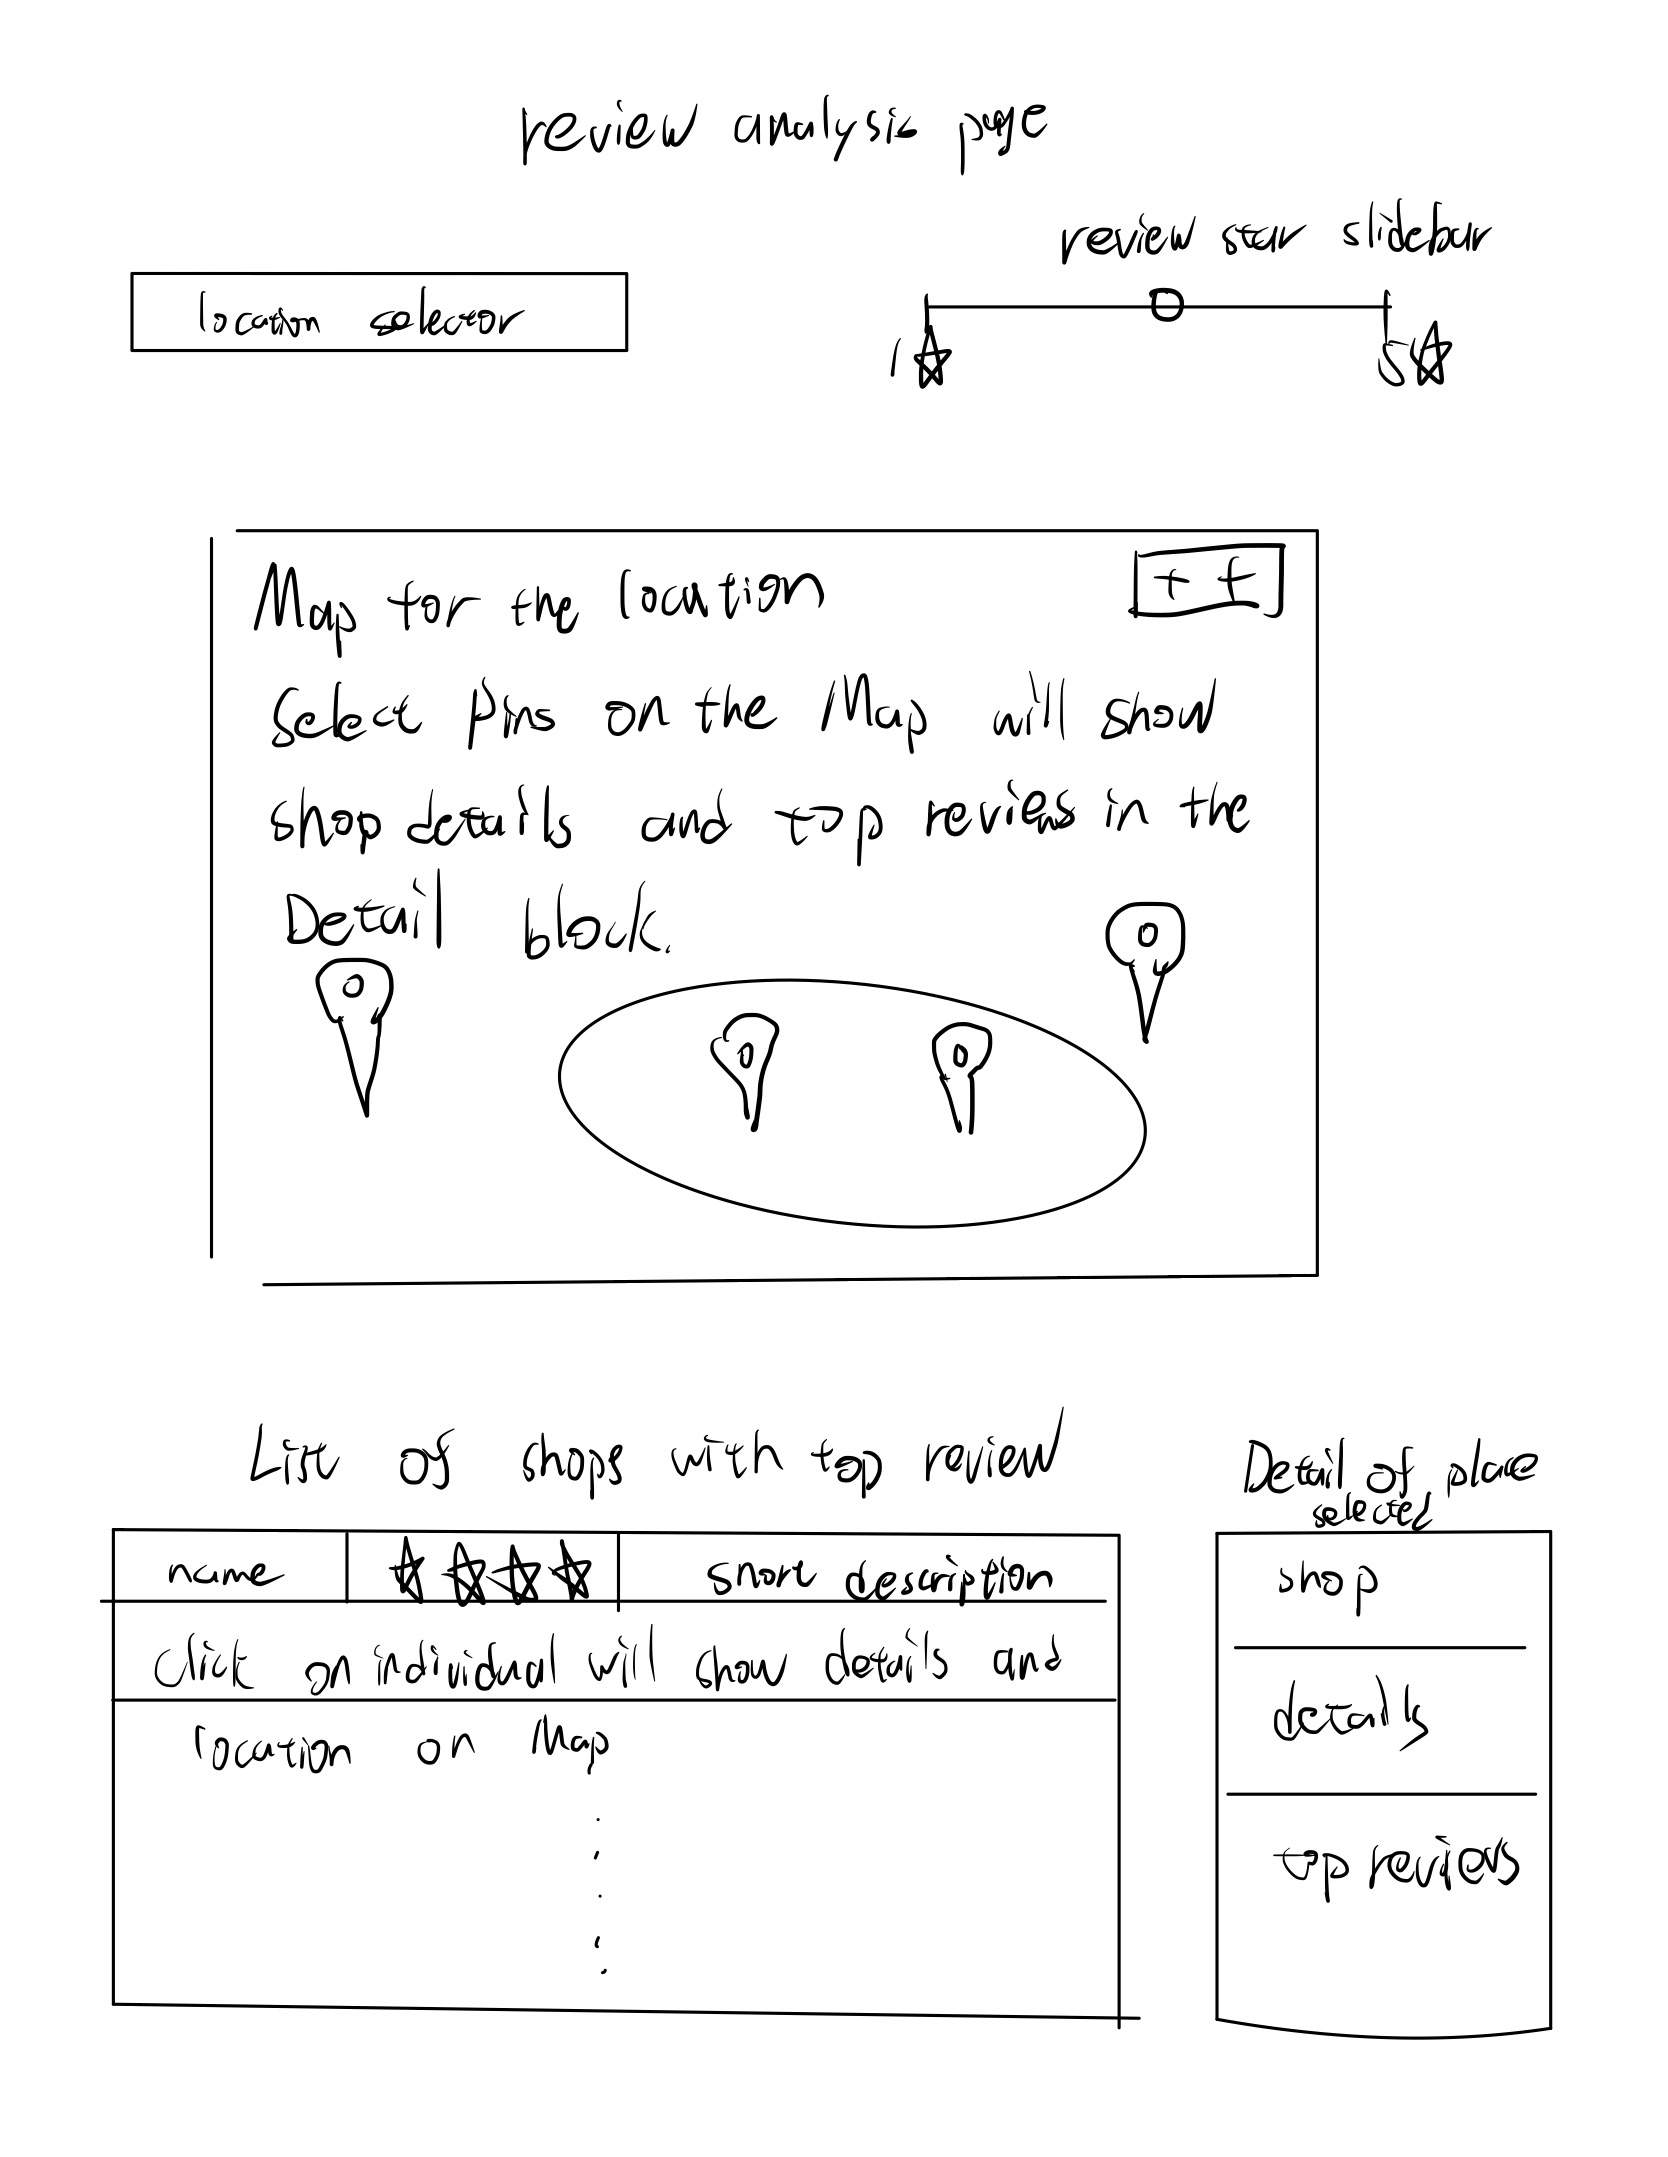 review analysis page
review star slidebar
location selector
1☆ 5☆
Map for the location
+ +
Select Pins on the Map will show
shop details and top reviews in the
Detail block.
List of shops with top review
Detail of place
selected
name ☆☆☆☆ short description
shop
click on individual will show details and
details
location on Map
top reviews